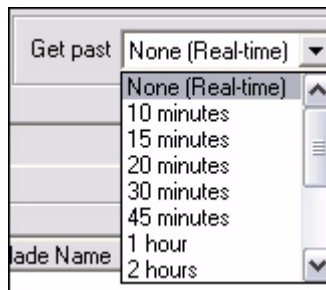 Get past None (Real-time)
None (Real-time)
10 minutes
15 minutes
20 minutes
30 minutes
45 minutes
1 hour
lade Name
2 hours